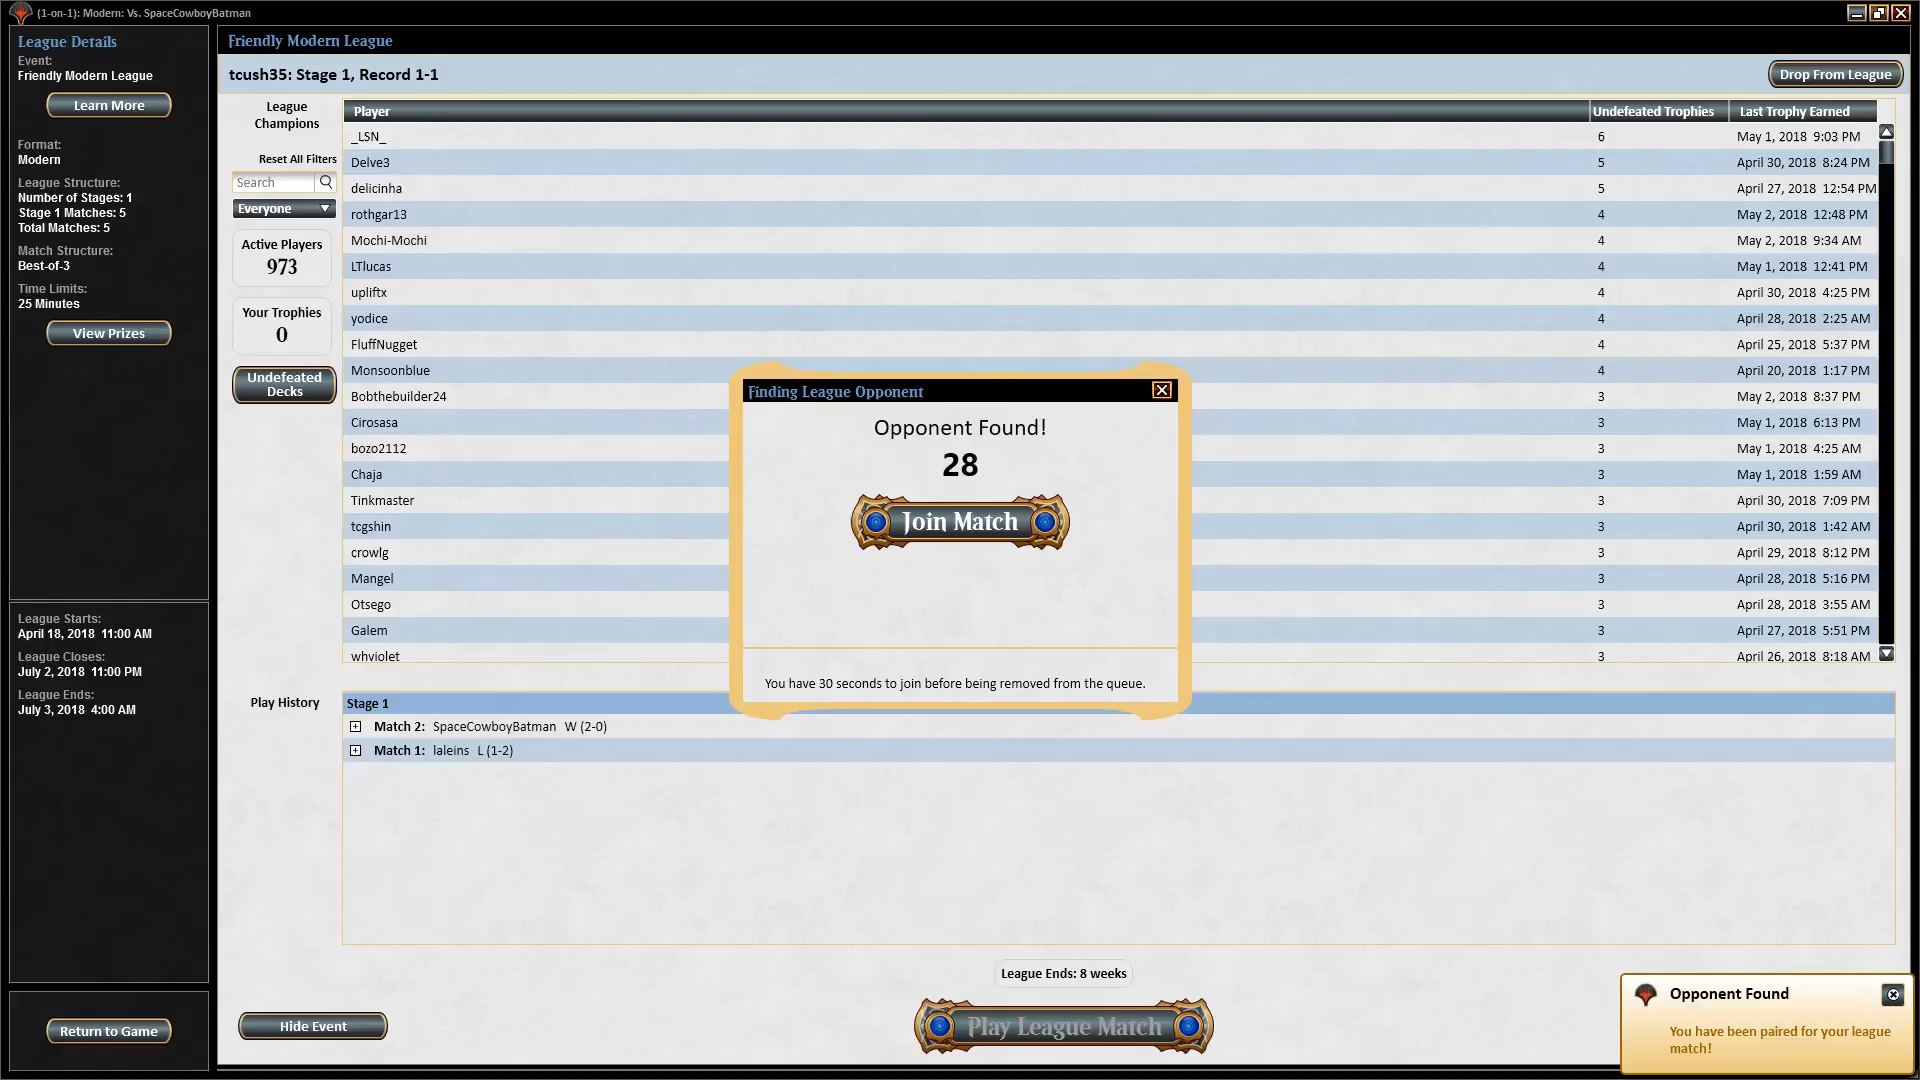 (1-on-1): Modern: Vs. SpaceCowboyBatman
League Details
Event:
Friendly Modern League
Learn More
Format:
Modern
League Structure:
Number of Stages: 1
Stage 1 Matches: 5
Total Matches: 5
Match Structure:
Best-of-3
Time Limits:
25 Minutes
View Prizes
League Starts:
April 18, 2018 11:00 AM
League Closes:
July 2, 2018 11:00 PM
League Ends:
July 3, 2018 4:00 AM
Return to Game
Friendly Modern League
tcush35: Stage 1, Record 1-1
Drop From League
League
Champions
Reset All Filters
Search
Everyone
Active Players
973
Your Trophies
0
Undefeated
Decks
Player Undefeated Trophies Last Trophy Earned
_LSN_ 6 May 1, 2018 9:03 PM
Delve3 5 April 30, 2018 8:24 PM
delicinha 5 April 27, 2018 12:54 PM
rothgar13 4 May 2, 2018 12:48 PM
Mochi-Mochi 4 May 2, 2018 9:34 AM
LTlucas 4 May 1, 2018 12:41 PM
upliftx 4 April 30, 2018 4:25 PM
yodice 4 April 28, 2018 2:25 AM
FluffNugget 4 April 25, 2018 5:37 PM
Monsoonblue 4 April 20, 2018 1:17 PM
Bobthebuilder24 3 May 2, 2018 8:37 PM
Cirosasa 3 May 1, 2018 6:13 PM
bozo2112 3 May 1, 2018 4:25 AM
Chaja 3 May 1, 2018 1:59 AM
Tinkmaster 3 April 30, 2018 7:09 PM
tcgshin 3 April 30, 2018 1:42 AM
crowlg 3 April 29, 2018 8:12 PM
Mangel 3 April 28, 2018 5:16 PM
Otsego 3 April 28, 2018 3:55 AM
Galem 3 April 27, 2018 5:51 PM
whviolet 3 April 26, 2018 8:18 AM
Finding League Opponent
Opponent Found!
28
Join Match
You have 30 seconds to join before being removed from the queue.
Play History
Stage 1
Match 2: SpaceCowboyBatman W (2-0)
Match 1: laleins L (1-2)
League Ends: 8 weeks
Hide Event
Play League Match
Opponent Found
You have been paired for your league
match!